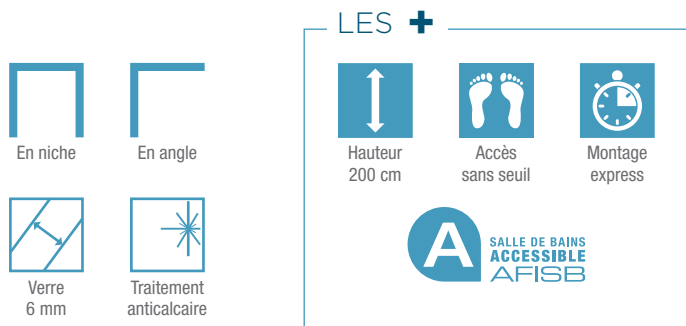 LES +
En niche
En angle
Verre
6 mm
Traitement
anticalcaire
Hauteur
200 cm
Accès
sans seuil
Montage
express
A
SALLE DE BAINS
ACCESSIBLE
AFISB